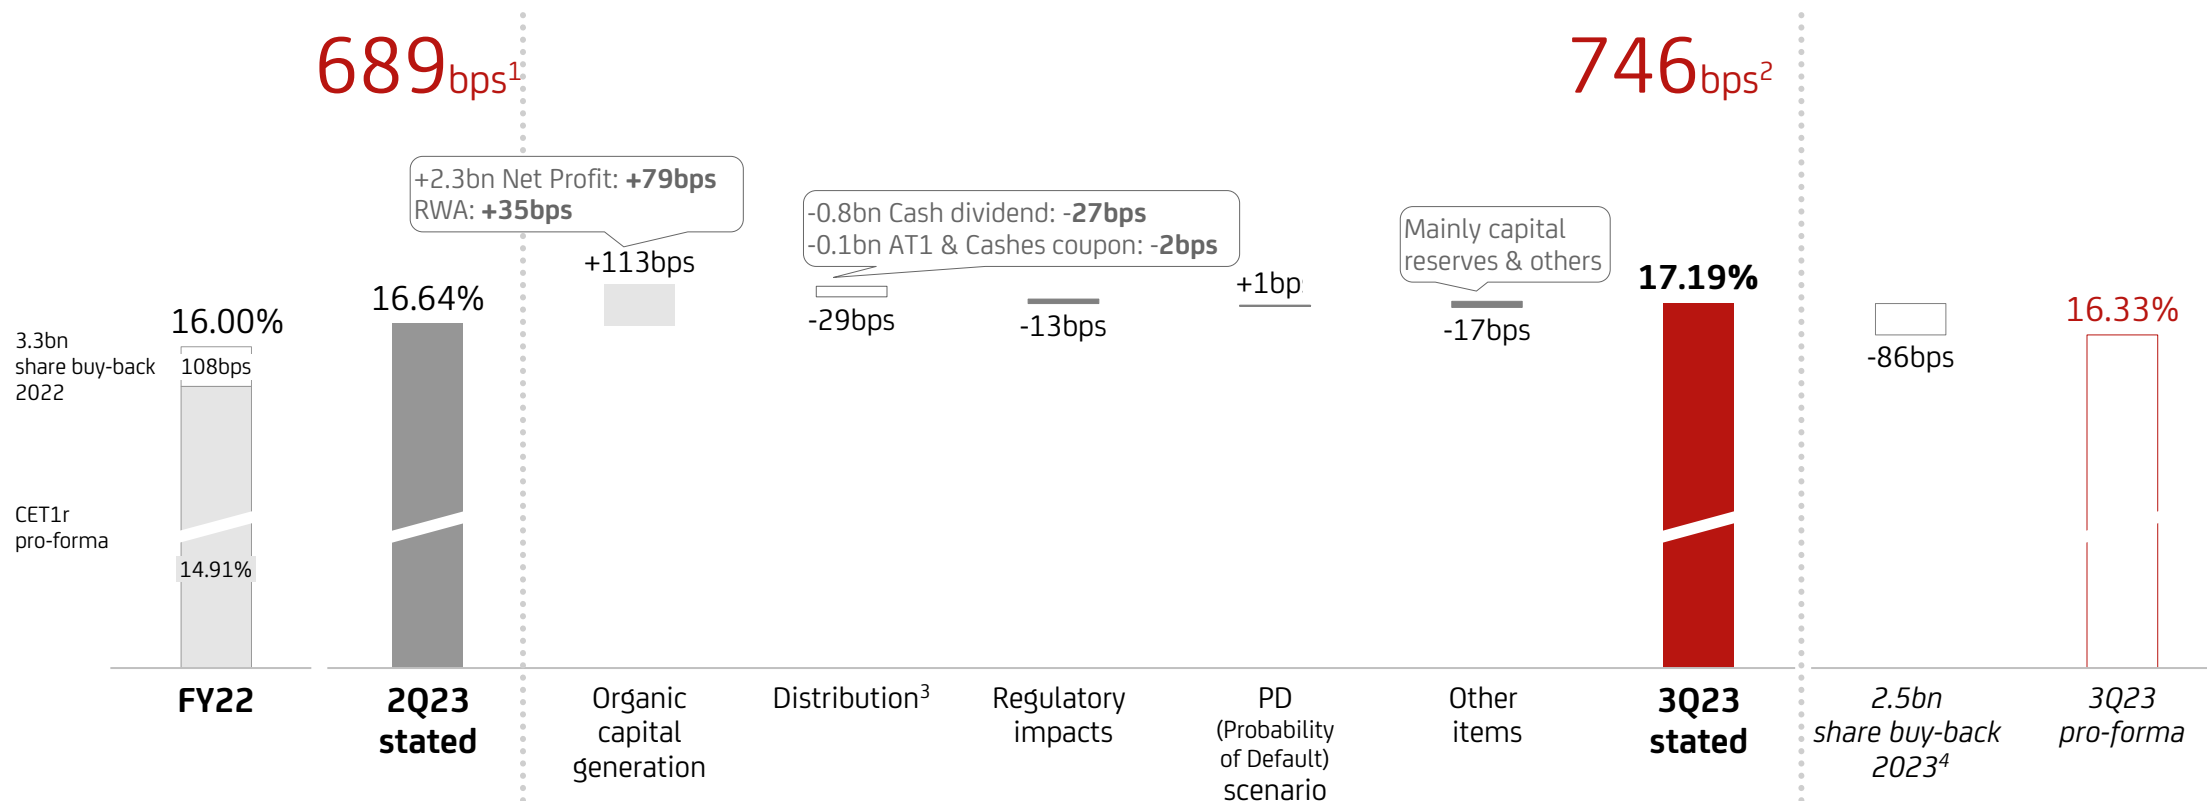 689bps¹
746bps²
+2.3bn Net Profit: +79bps
RWA: +35bps
-0.8bn Cash dividend: -27bps
-0.1bn AT1 & Cashes coupon: -2bps
Mainly capital
reserves & others
3.3bn
share buy-back
2022
16.00%
108bps
16.64%
+113bps
-29bps
-13bps
+1bp
-17bps
17.19%
-86bps
16.33%
CET1r
pro-forma
14.91%
FY22
2Q23
stated
Organic
capital
generation
Distribution³
Regulatory
impacts
PD
(Probability
of Default)
scenario
Other
items
3Q23
stated
2.5bn
share buy-back
2023⁴
3Q23
pro-forma